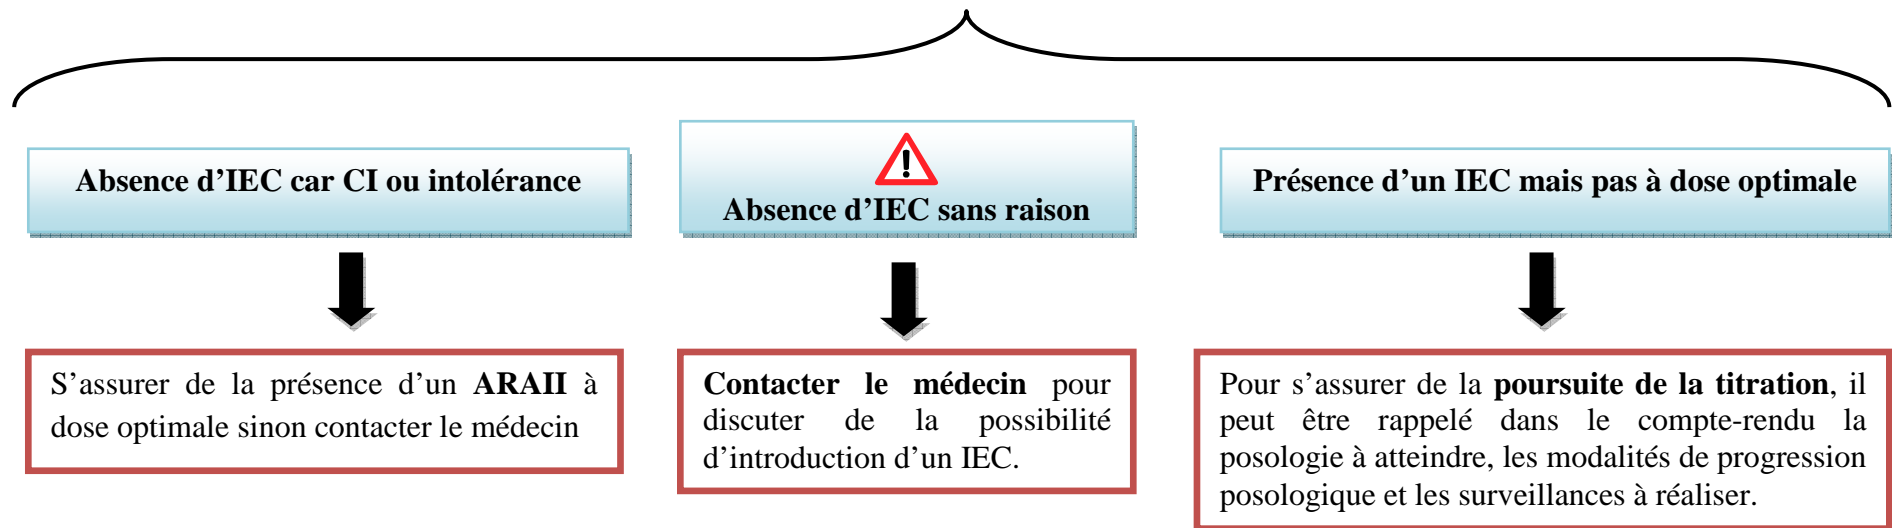 Absence d’IEC car CI ou intolérance
S’assurer de la présence d’un ARAII à
dose optimale sinon contacter le médecin
Absence d’IEC sans raison
Contacter le médecin pour
discuter de la possibilité
d’introduction d’un IEC.
Présence d’un IEC mais pas à dose optimale
Pour s’assurer de la poursuite de la titration, il
peut être rappelé dans le compte-rendu la
posologie à atteindre, les modalités de progression
posologique et les surveillances à réaliser.